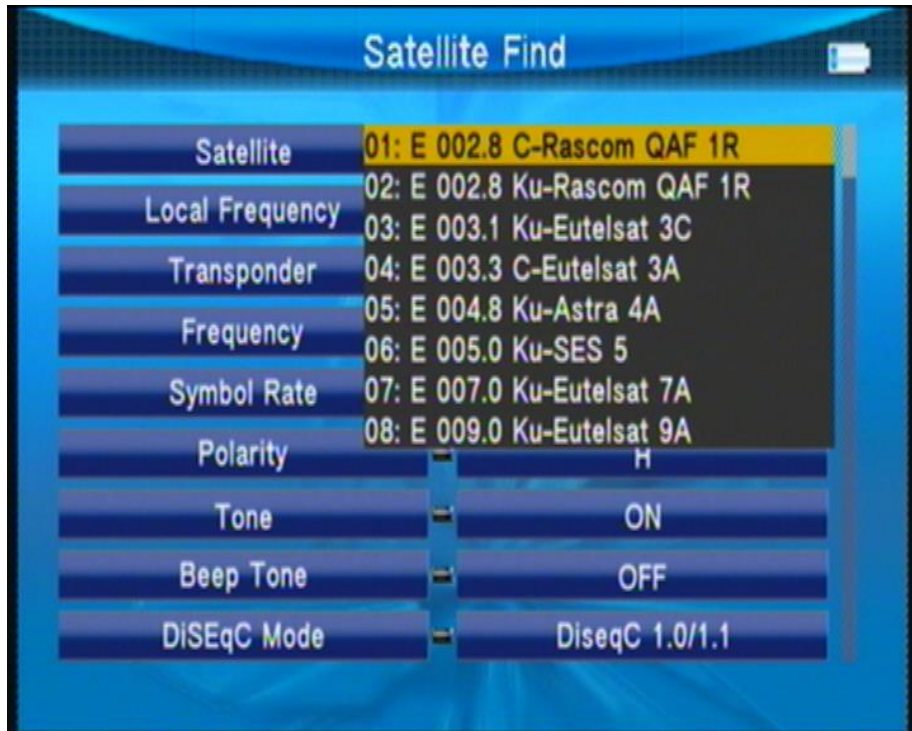 Satellite Find
Satellite
01: E 002.8 C-Rascom QAF 1R
02: E 002.8 Ku-Rascom QAF 1R
Local Frequency
03: E 003.1 Ku-Eutelsat 3C
Transponder
04: E 003.3 C-Eutelsat 3A
05: E 004.8 Ku-Astra 4A
Frequency
06: E 005.0 Ku-SES 5
Symbol Rate
07: E 007.0 Ku-Eutelsat 7A
08: E 009.0 Ku-Eutelsat 9A
Polarity H
Tone ON
Beep Tone OFF
DiSEqC Mode DiseqC 1.0/1.1